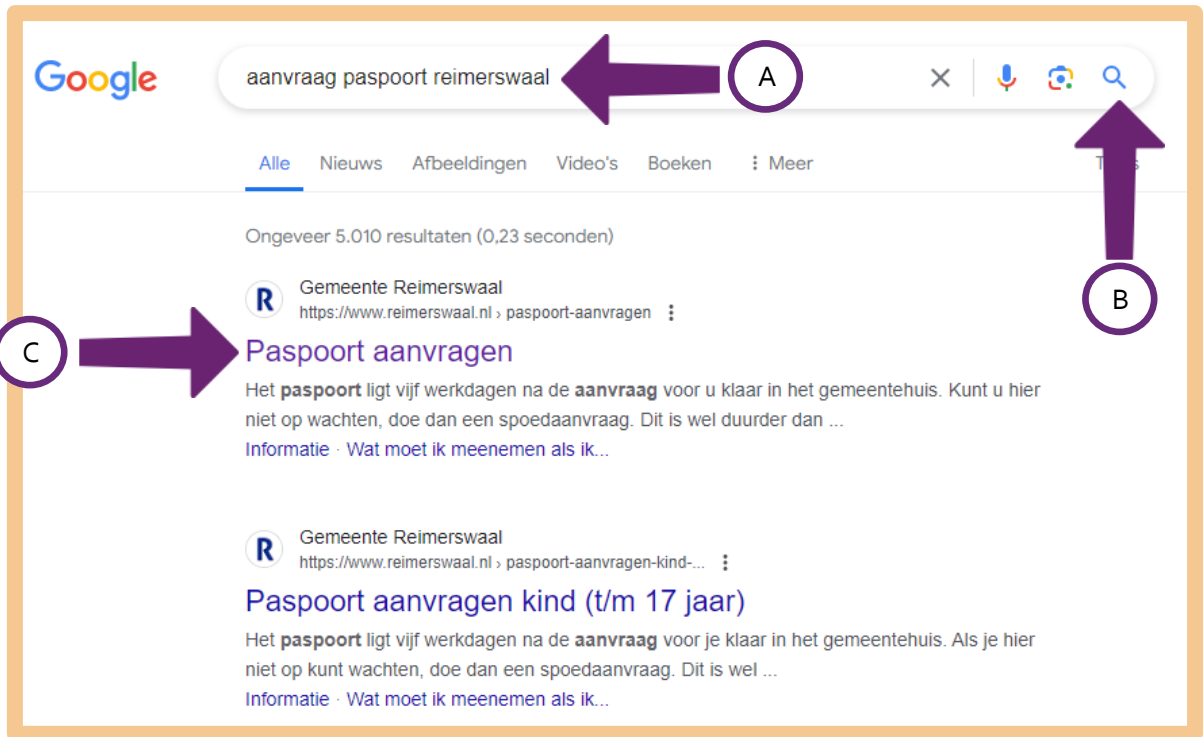 Google
aanvraag paspoort reimerswaal
A
Alle Nieuws Afbeeldingen Video's Boeken Meer
B
Ongeveer 5.010 resultaten (0,23 seconden)
R
Gemeente Reimerswaal
https://www.reimerswaal.nl › paspoort-aanvragen
C
Paspoort aanvragen
Het paspoort ligt vijf werkdagen na de aanvraag voor u klaar in het gemeentehuis. Kunt u hier
niet op wachten, doe dan een spoedaanvraag. Dit is wel duurder dan ...
Informatie · Wat moet ik meenemen als ik...
R
Gemeente Reimerswaal
https://www.reimerswaal.nl › paspoort-aanvragen-kind-...
Paspoort aanvragen kind (t/m 17 jaar)
Het paspoort ligt vijf werkdagen na de aanvraag voor je klaar in het gemeentehuis. Als je hier
niet op kunt wachten, doe dan een spoedaanvraag. Dit is wel ...
Informatie · Wat moet ik meenemen als ik...